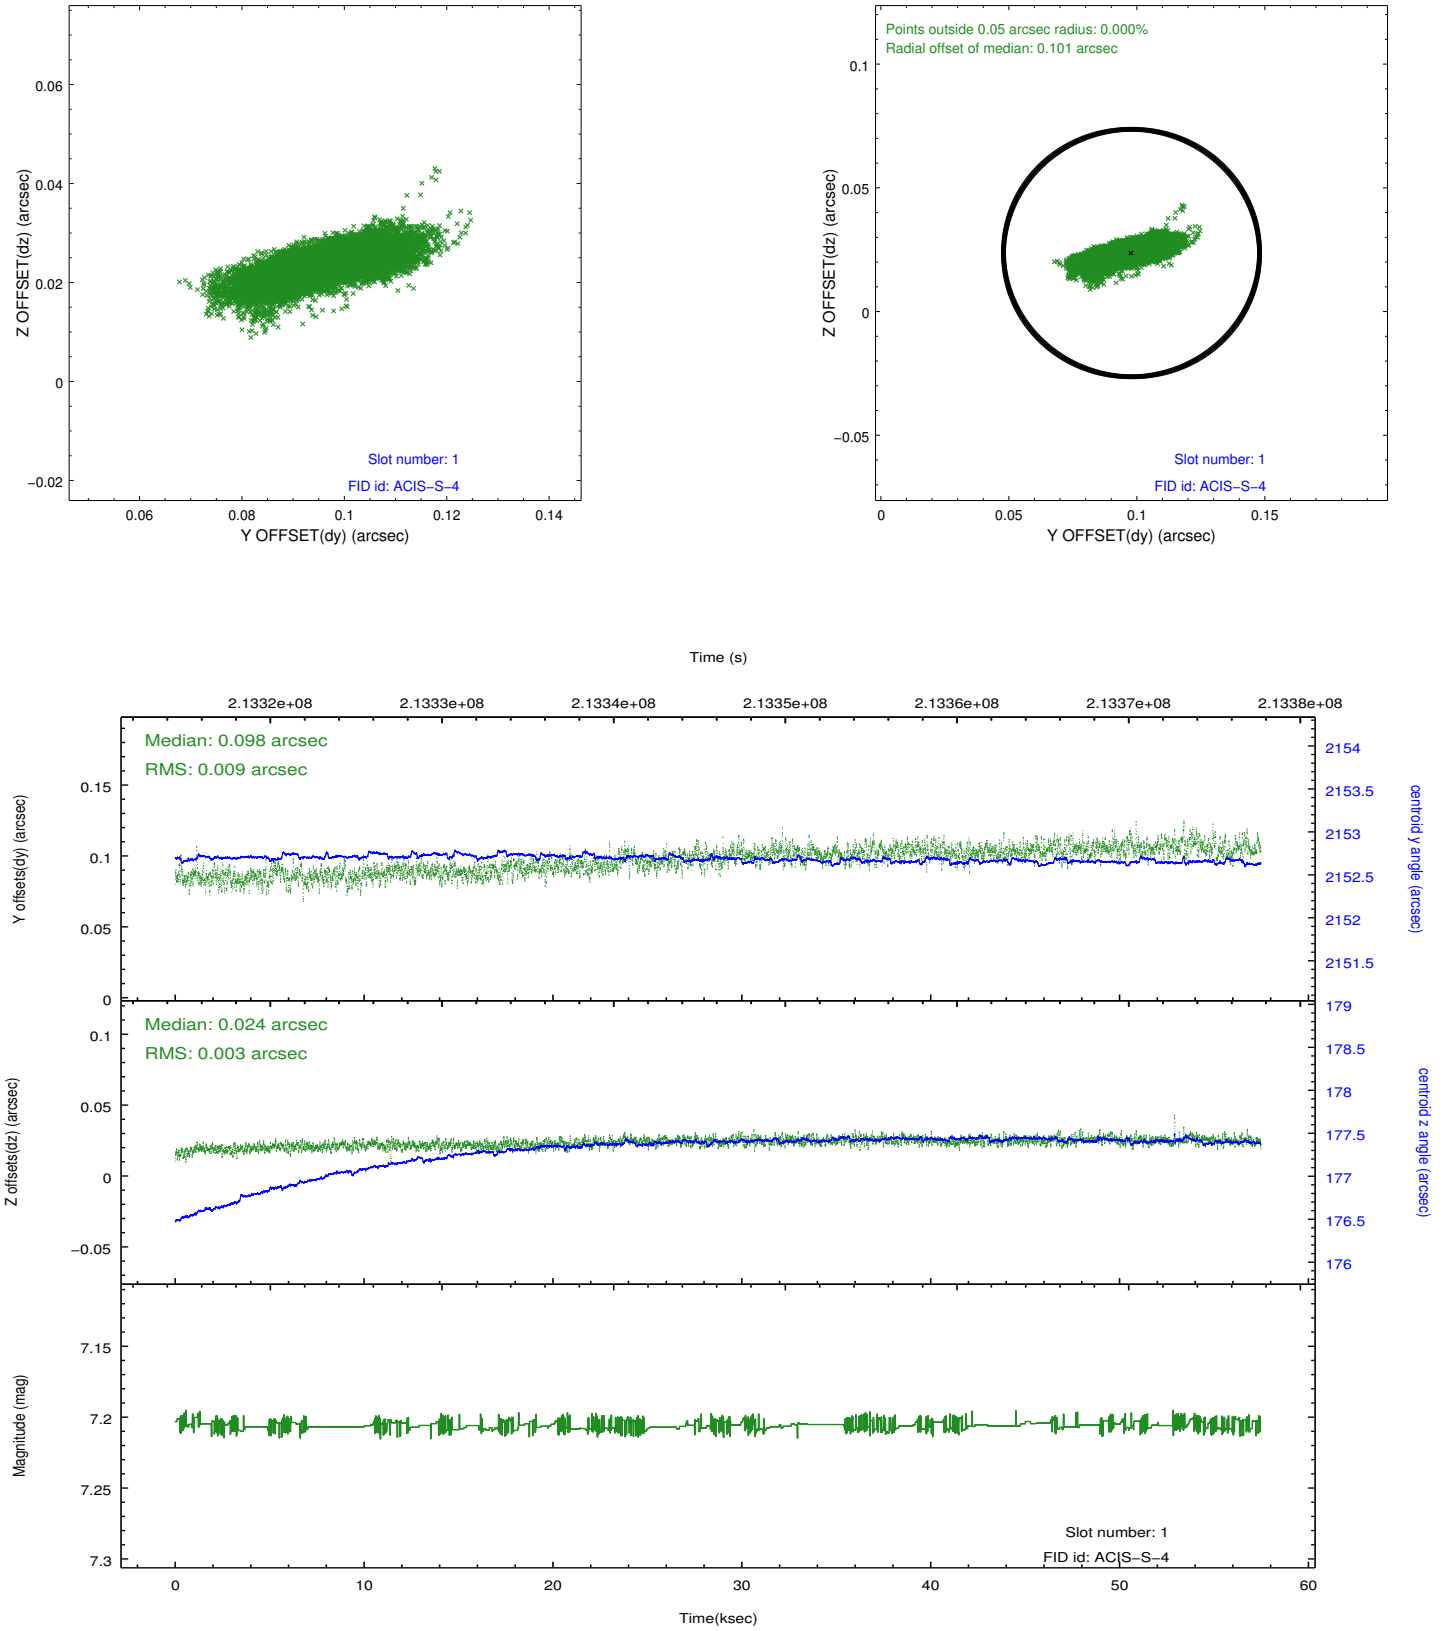 0.06
0.04
0.02
0
−0.02
Z OFFSET(dz) (arcsec)
Slot number: 1
FID id: ACIS−S−4
0.06 0.08 0.1 0.12 0.14
Y OFFSET(dy) (arcsec)
Points outside 0.05 arcsec radius: 0.000%
Radial offset of median: 0.101 arcsec
0.1
0.05
0
−0.05
Z OFFSET(dz) (arcsec)
Slot number: 1
FID id: ACIS−S−4
0 0.05 0.1 0.15
Y OFFSET(dy) (arcsec)
Time (s)
2.1332e+08 2.1333e+08 2.1334e+08 2.1335e+08 2.1336e+08 2.1337e+08 2.1338e+08
Median: 0.098 arcsec
RMS: 0.009 arcsec
0.15
0.1
0.05
0
Y offsets(dy) (arcsec)
2154
2153.5
2153
2152.5
2152
2151.5
centroid y angle (arcsec)
Median: 0.024 arcsec
RMS: 0.003 arcsec
0.1
0.05
0
−0.05
Z offsets(dz) (arcsec)
179
178.5
178
177.5
177
176.5
176
centroid z angle (arcsec)
7.15
7.2
7.25
7.3
Magnitude (mag)
Slot number: 1
FID id: ACIS−S−4
0 10 20 30 40 50 60
Time(ksec)